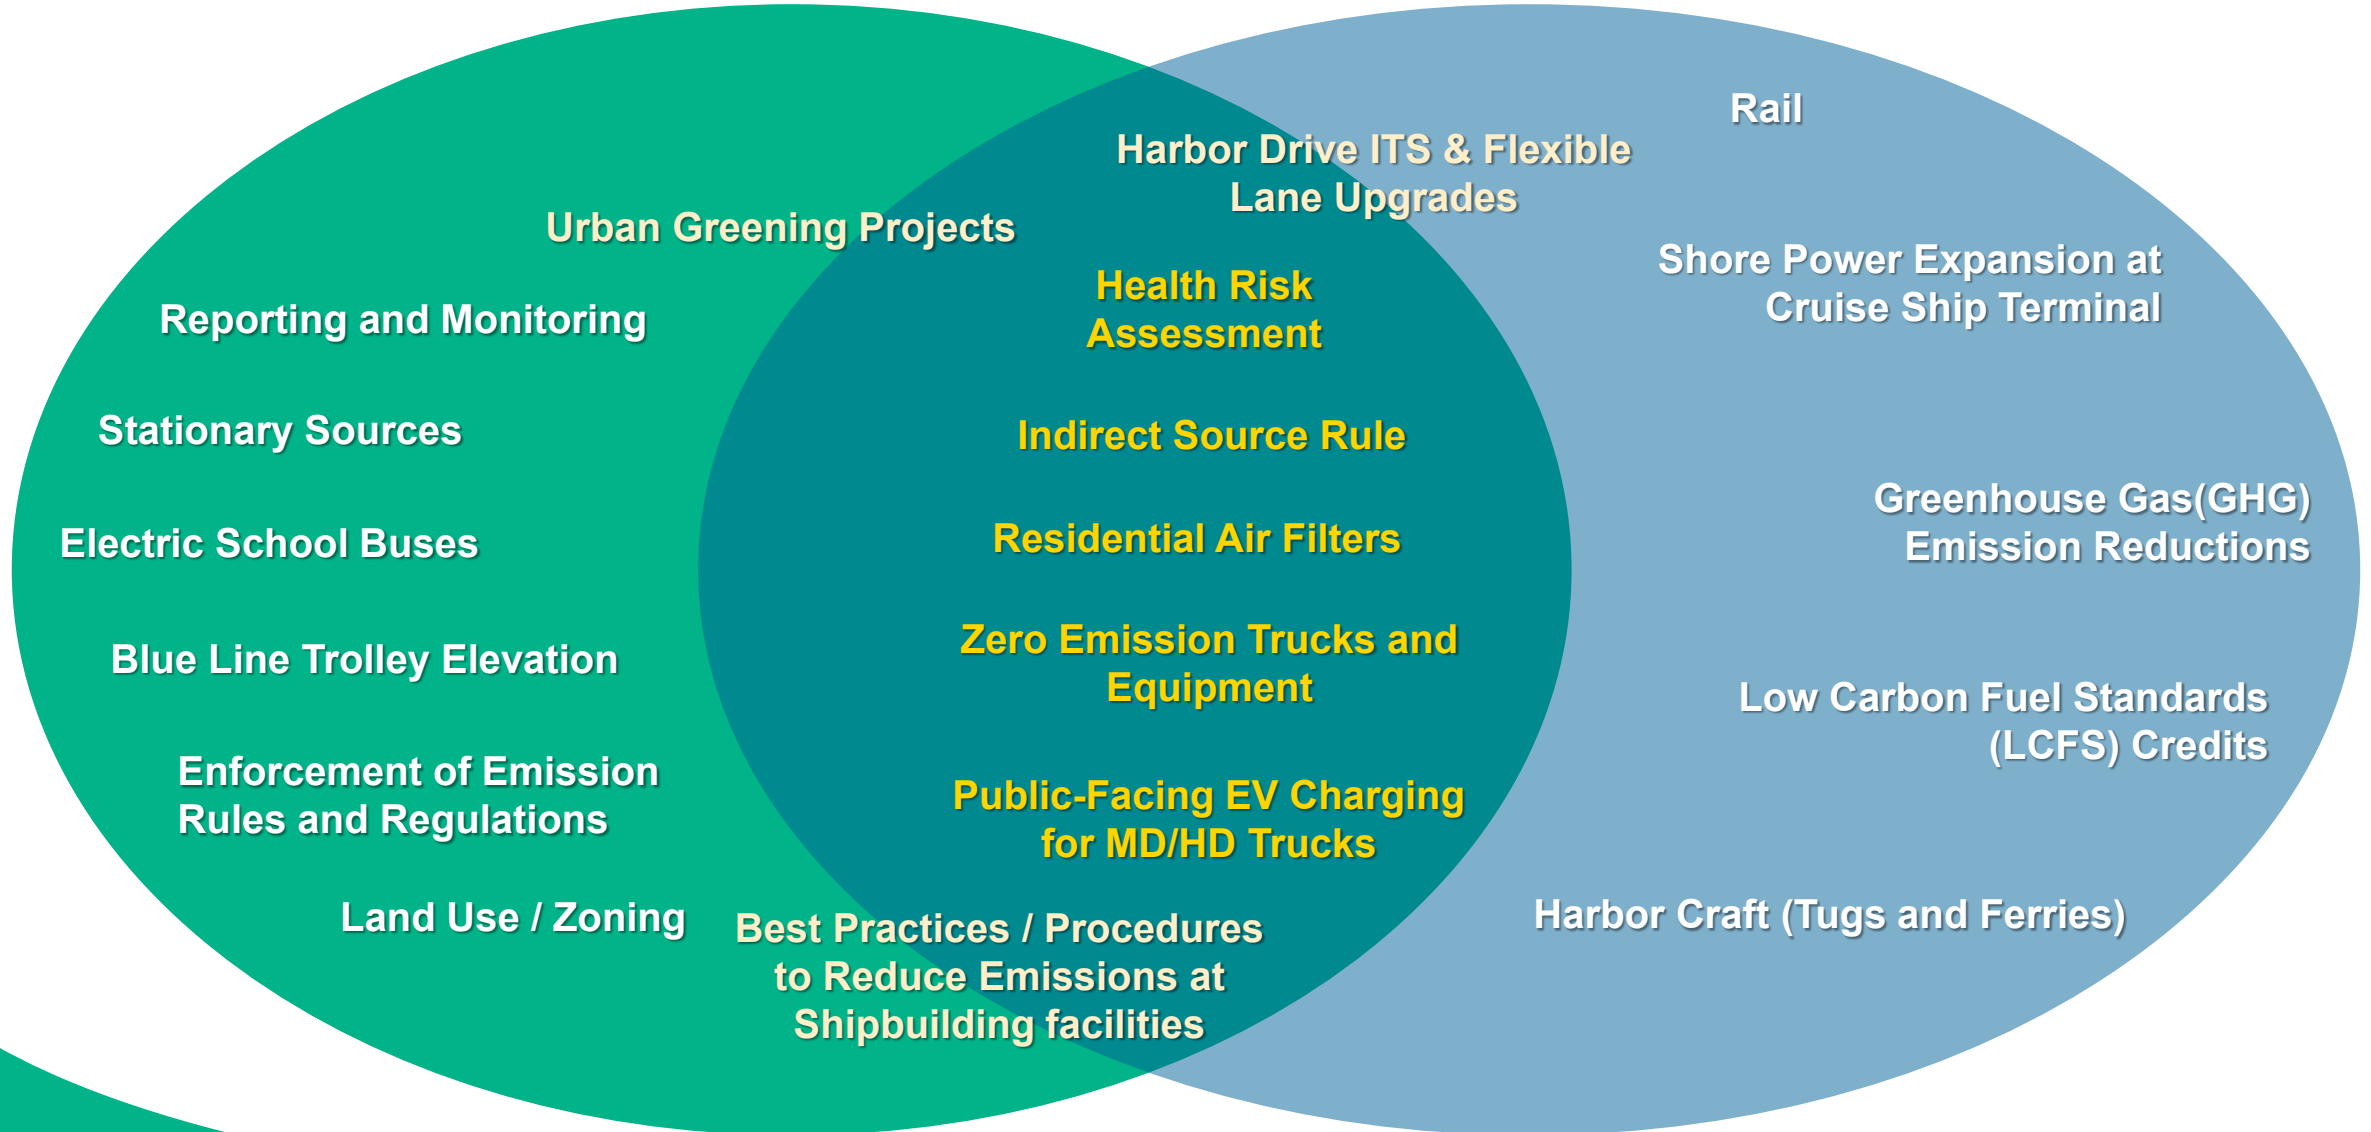 Urban Greening Projects
Reporting and Monitoring
Stationary Sources
Electric School Buses
Blue Line Trolley Elevation
Enforcement of Emission
Rules and Regulations
Land Use / Zoning
Harbor Drive ITS & Flexible
Lane Upgrades
Health Risk
Assessment
Indirect Source Rule
Residential Air Filters
Zero Emission Trucks and
Equipment
Public-Facing EV Charging
for MD/HD Trucks
Best Practices / Procedures
to Reduce Emissions at
Shipbuilding facilities
Rail
Shore Power Expansion at
Cruise Ship Terminal
Greenhouse Gas(GHG)
Emission Reductions
Low Carbon Fuel Standards
(LCFS) Credits
Harbor Craft (Tugs and Ferries)